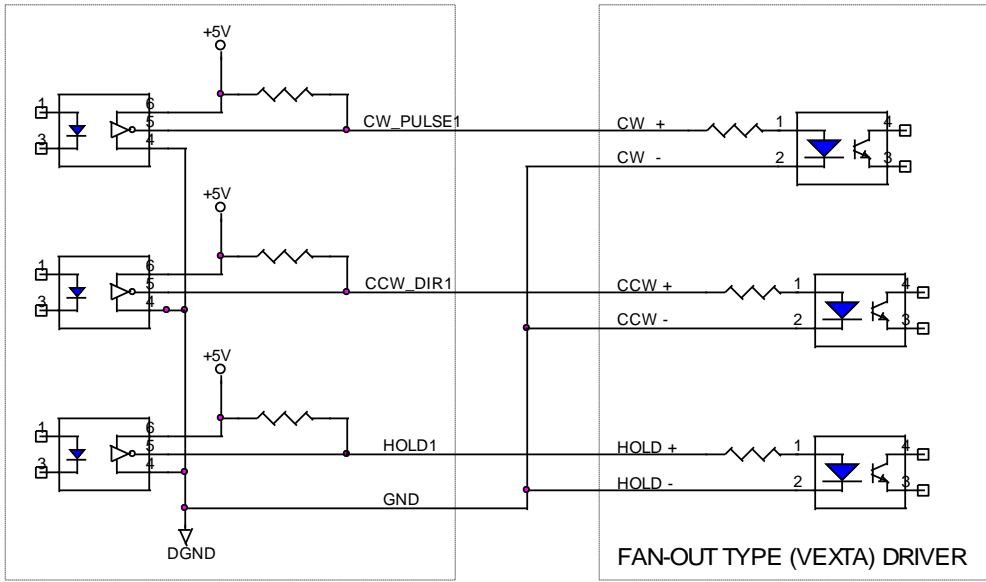 +5V
1
6
5
4
3
CW_PULSE1
CW +
1
4
CW -
2
3
+5V
1
6
5
4
3
CCW_DIR1
CCW +
1
4
CCW -
2
3
+5V
1
6
5
4
3
HOLD1
HOLD +
1
4
HOLD -
2
3
GND
DGND
FAN-OUT TYPE (VEXTA) DRIVER